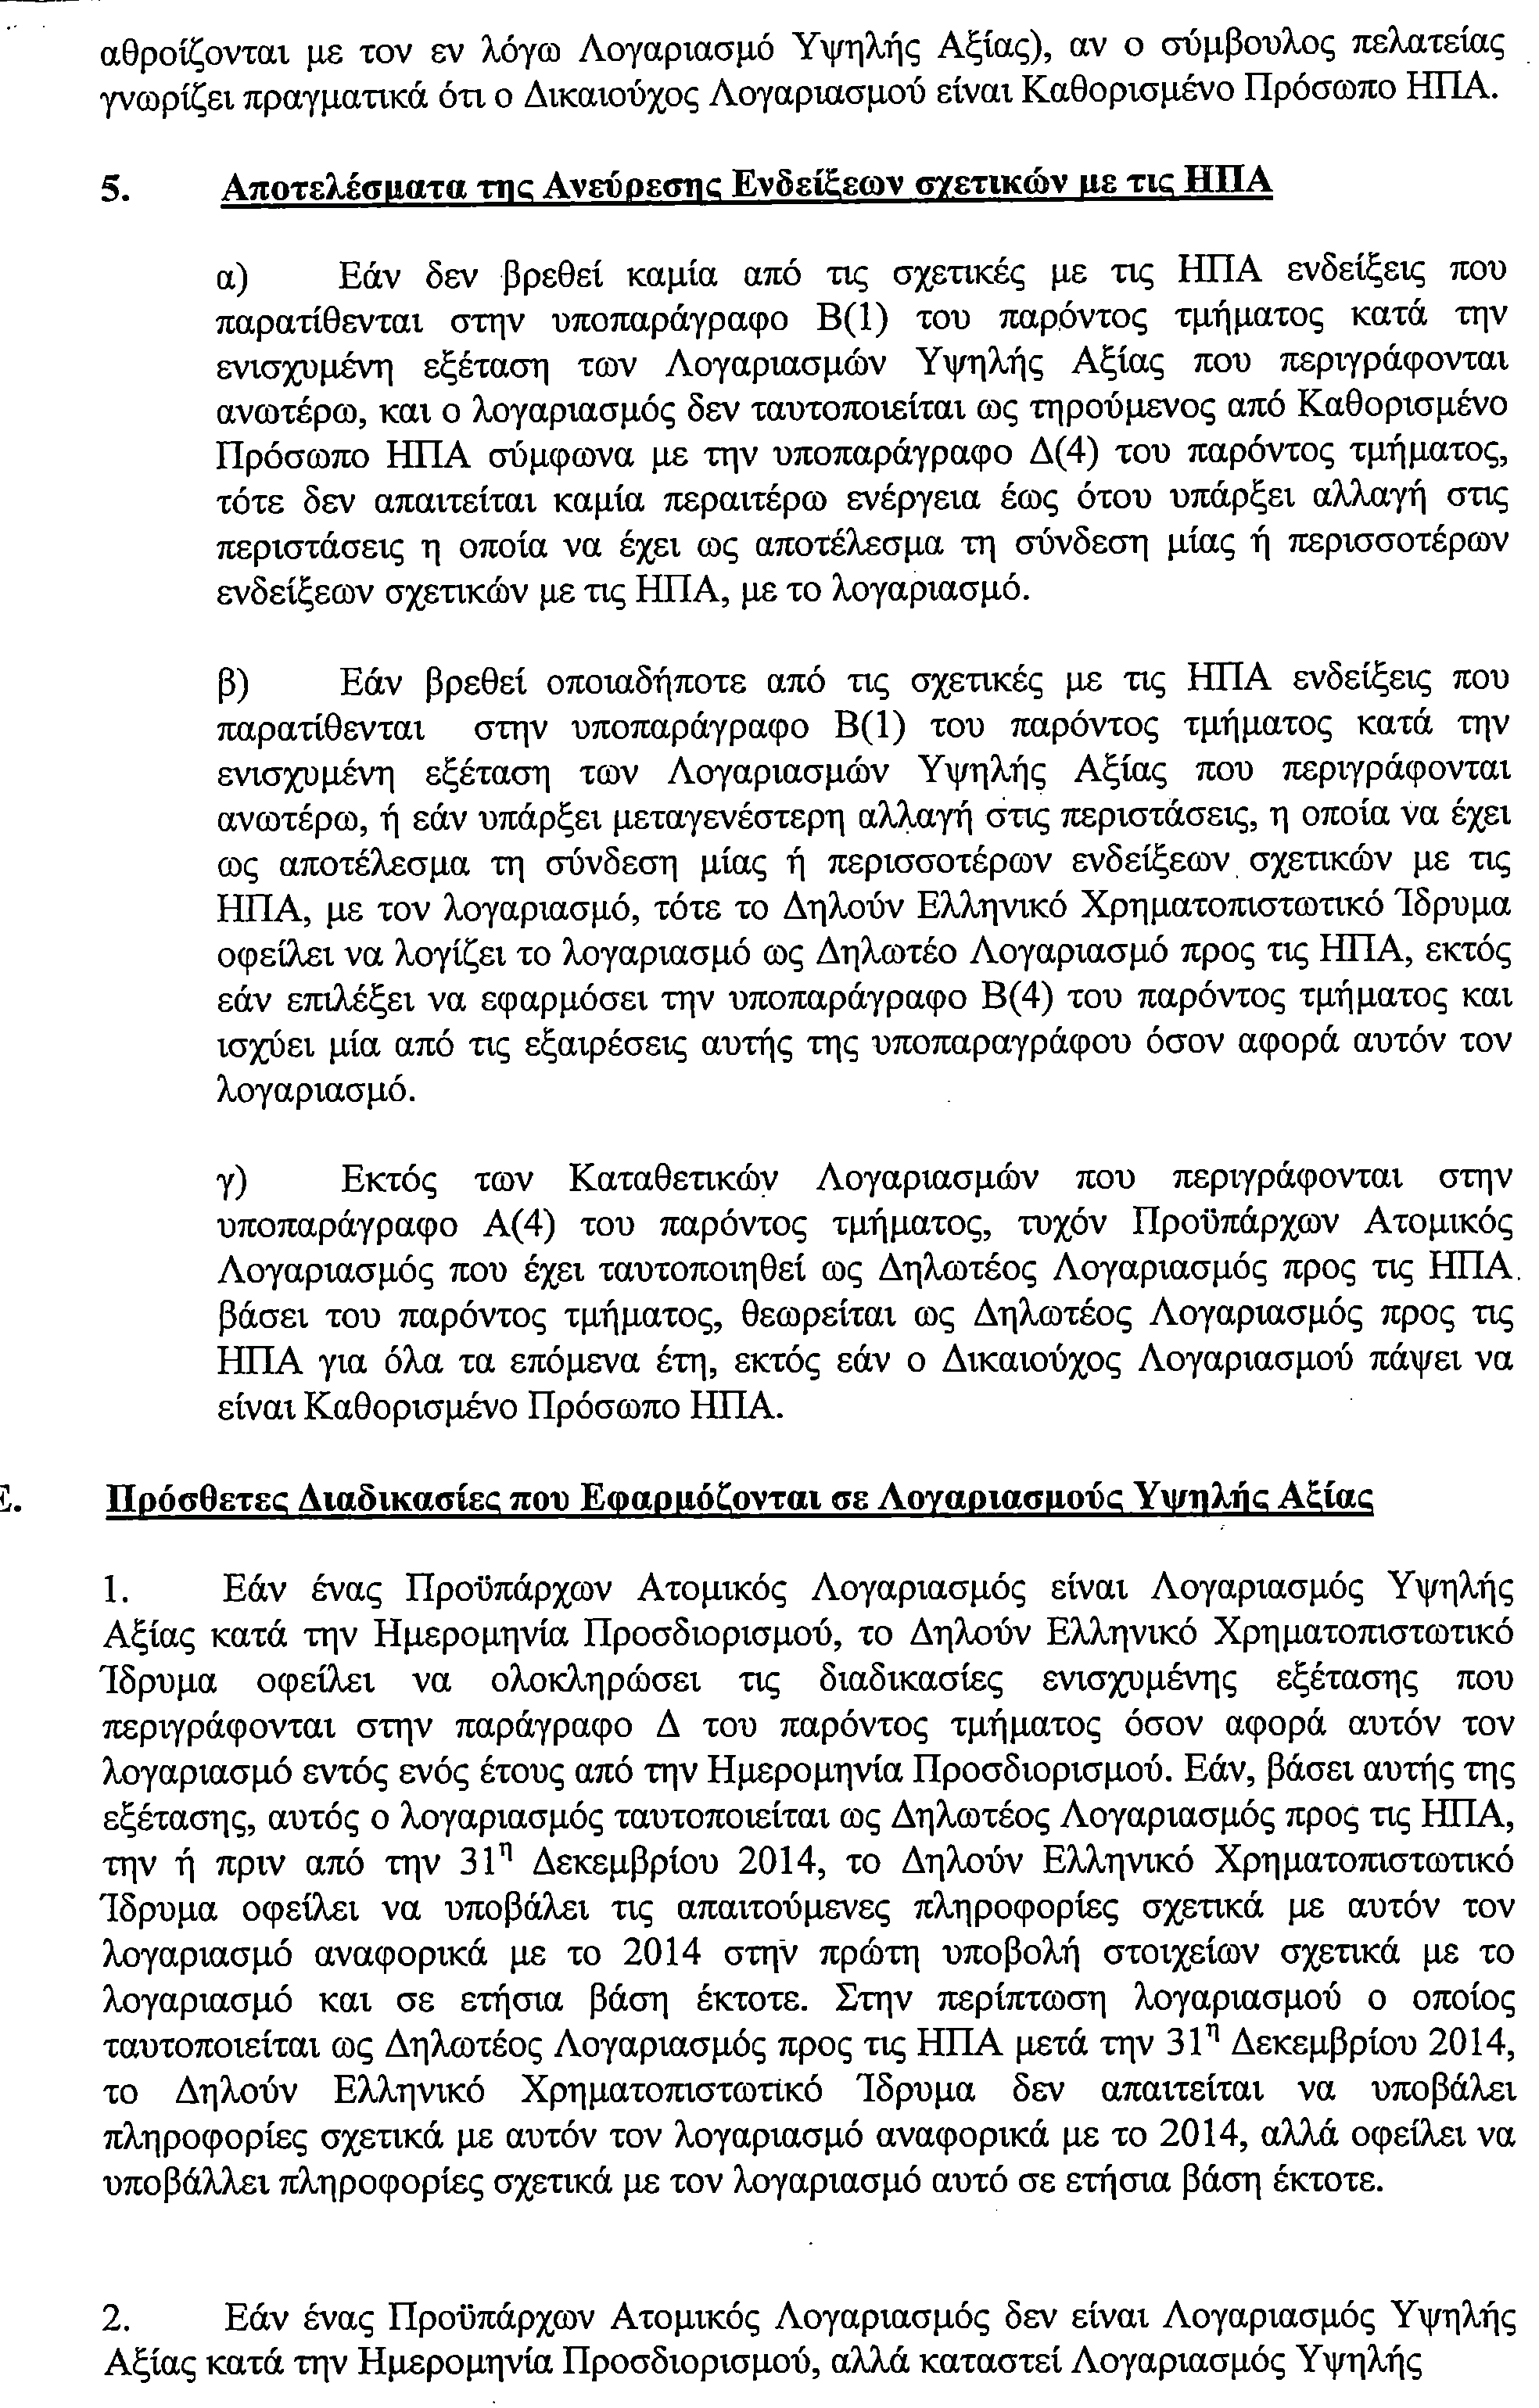 αθροίζονται με τον εν λόγω Λογαριασμό Υψηλής Αξίας), αν ο σύμβουλος πελατείας
γνωρίζει πραγματικά ότι ο Δικαιούχος Λογαριασμού είναι Καθορισμένο Πρόσωπο ΗΠΑ.
5. Αποτελέσματα της Ανεύρεσης Ενδείξεων σχετικών με τις ΗΠΑ
α) Εάν δεν βρεθεί καμία από τις σχετικές με τις ΗΠΑ ενδείξεις που
παρατίθενται στην υποπαράγραφο Β(1) του παρόντος τμήματος κατά την
ενισχυμένη εξέταση των Λογαριασμών Υψηλής Αξίας που περιγράφονται
ανωτέρω, και ο λογαριασμός δεν ταυτοποιείται ως τηρούμενος από Καθορισμένο
Πρόσωπο ΗΠΑ σύμφωνα με την υποπαράγραφο Δ(4) του παρόντος τμήματος,
τότε δεν απαιτείται καμία περαιτέρω ενέργεια έως ότου υπάρξει αλλαγή στις
περιστάσεις η οποία να έχει ως αποτέλεσμα τη σύνδεση μίας ή περισσοτέρων
ενδείξεων σχετικών με τις ΗΠΑ, με το λογαριασμό.
β) Εάν βρεθεί οποιαδήποτε από τις σχετικές με τις ΗΠΑ ενδείξεις που
παρατίθενται στην υποπαράγραφο Β(1) του παρόντος τμήματος κατά την
ενισχυμένη εξέταση των Λογαριασμών Υψηλής Αξίας που περιγράφονται
ανωτέρω, ή εάν υπάρξει μεταγενέστερη αλλαγή στις περιστάσεις, η οποία να έχει
ως αποτέλεσμα τη σύνδεση μίας ή περισσοτέρων ενδείξεων σχετικών με τις
ΗΠΑ, με τον λογαριασμό, τότε το Δηλούν Ελληνικό Χρηματοπιστωτικό Ίδρυμα
οφείλει να λογίζει το λογαριασμό ως Δηλωτέο Λογαριασμό προς τις ΗΠΑ, εκτός
εάν επιλέξει να εφαρμόσει την υποπαράγραφο Β(4) του παρόντος τμήματος και
ισχύει μία από τις εξαιρέσεις αυτής της υποπαραγράφου όσον αφορά αυτόν τον
λογαριασμό.
γ) Εκτός των Καταθετικών Λογαριασμών που περιγράφονται στην
υποπαράγραφο Α(4) του παρόντος τμήματος, τυχόν Προϋπάρχων Ατομικός
Λογαριασμός που έχει ταυτοποιηθεί ως Δηλωτέος Λογαριασμός προς τις ΗΠΑ
βάσει του παρόντος τμήματος, θεωρείται ως Δηλωτέος Λογαριασμός προς τις
ΗΠΑ για όλα τα επόμενα έτη, εκτός εάν ο Δικαιούχος Λογαριασμού πάψει να
είναι Καθορισμένο Πρόσωπο ΗΠΑ.
Ε. Πρόσθετες Διαδικασίες που Εφαρμόζονται σε Λογαριασμούς Υψηλής Αξίας
1. Εάν ένας Προϋπάρχων Ατομικός Λογαριασμός είναι Λογαριασμός Υψηλής
Αξίας κατά την Ημερομηνία Προσδιορισμού, το Δηλούν Ελληνικό Χρηματοπιστωτικό
Ίδρυμα οφείλει να ολοκληρώσει τις διαδικασίες ενισχυμένης εξέτασης που
περιγράφονται στην παράγραφο Δ του παρόντος τμήματος όσον αφορά αυτόν τον
λογαριασμό εντός ενός έτους από την Ημερομηνία Προσδιορισμού. Εάν, βάσει αυτής της
εξέτασης, αυτός ο λογαριασμός ταυτοποιείται ως Δηλωτέος Λογαριασμός προς τις ΗΠΑ,
την ή πριν από την 31η Δεκεμβρίου 2014, το Δηλούν Ελληνικό Χρηματοπιστωτικό
Ίδρυμα οφείλει να υποβάλει τις απαιτούμενες πληροφορίες σχετικά με αυτόν τον
λογαριασμό αναφορικά με το 2014 στην πρώτη υποβολή στοιχείων σχετικά με το
λογαριασμό και σε ετήσια βάση έκτοτε. Στην περίπτωση λογαριασμού ο οποίος
ταυτοποιείται ως Δηλωτέος Λογαριασμός προς τις ΗΠΑ μετά την 31η Δεκεμβρίου 2014,
το Δηλούν Ελληνικό Χρηματοπιστωτικό Ίδρυμα δεν απαιτείται να υποβάλει
πληροφορίες σχετικά με αυτόν τον λογαριασμό αναφορικά με το 2014, αλλά οφείλει να
υποβάλλει πληροφορίες σχετικά με τον λογαριασμό αυτό σε ετήσια βάση έκτοτε.
2. Εάν ένας Προϋπάρχων Ατομικός Λογαριασμός δεν είναι Λογαριασμός Υψηλής
Αξίας κατά την Ημερομηνία Προσδιορισμού, αλλά καταστεί Λογαριασμός Υψηλής